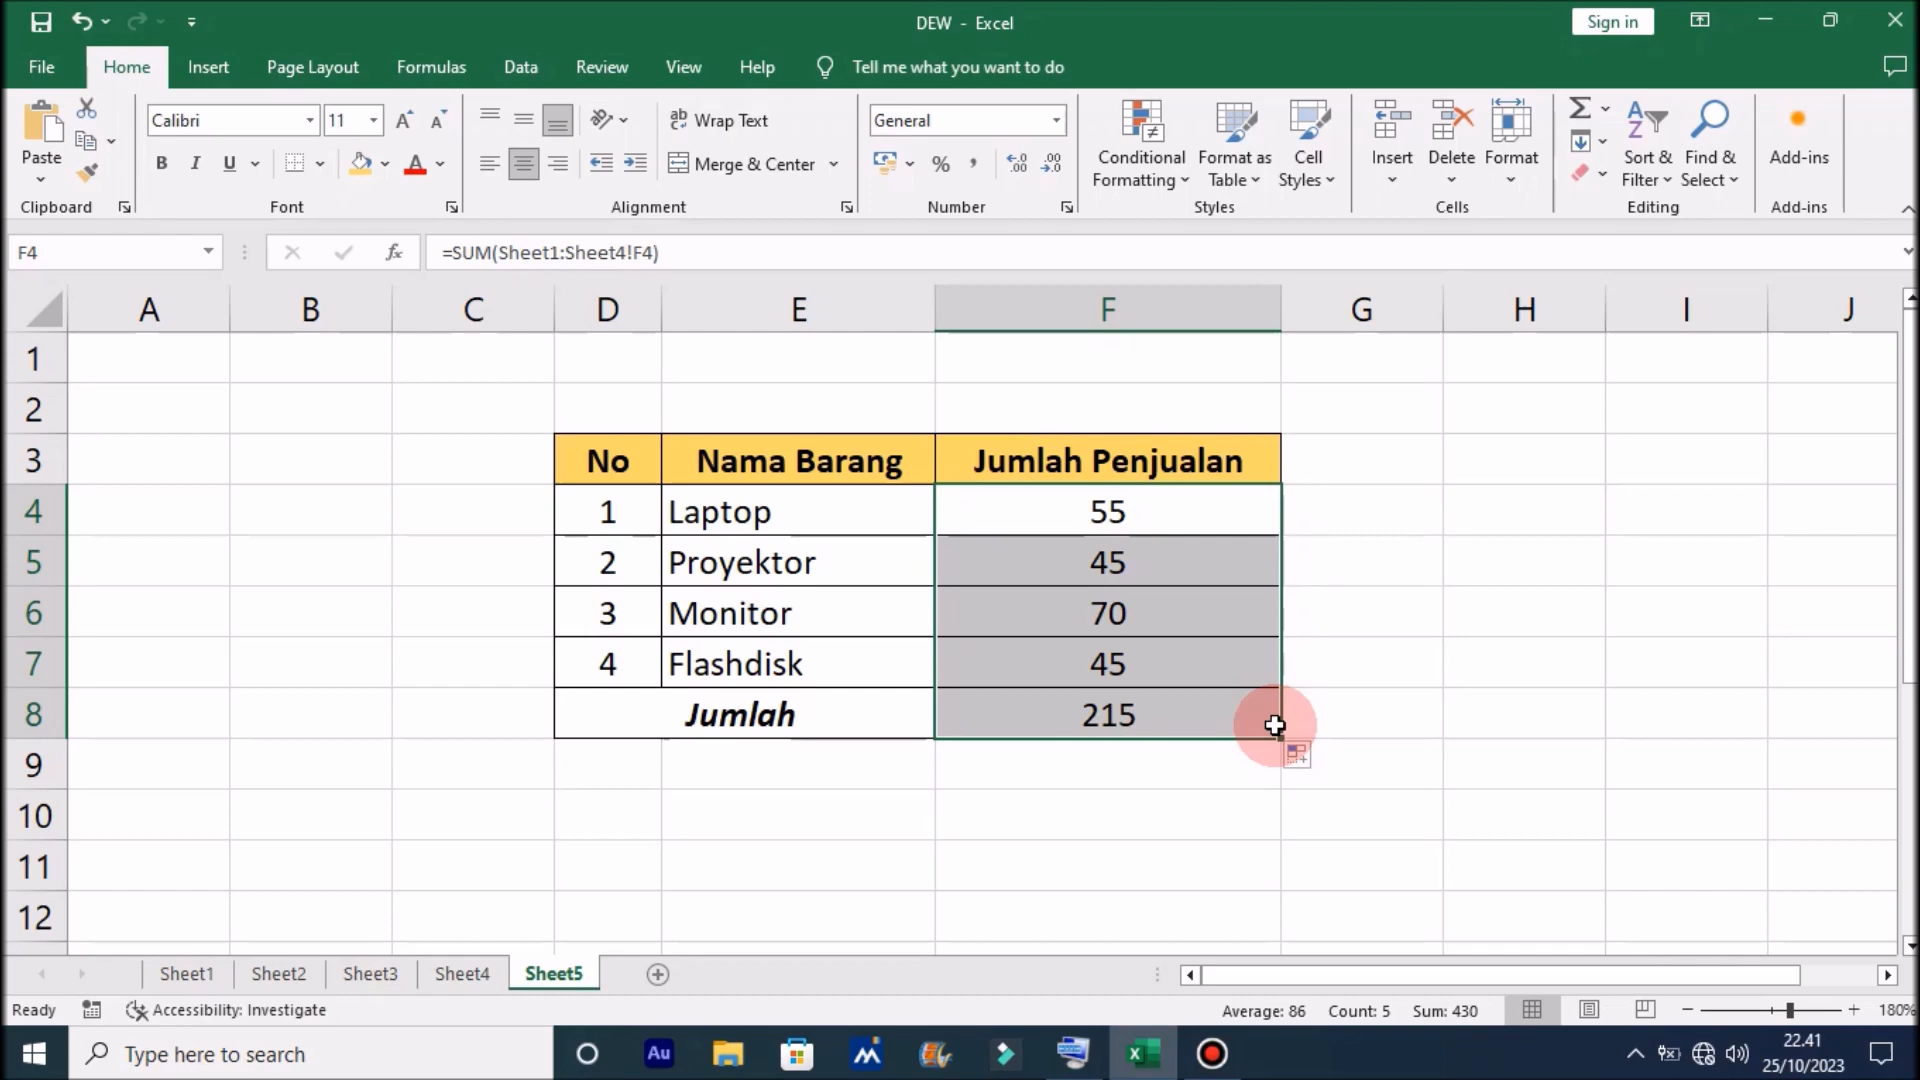 DEW - Excel
Sign in
File Home Insert Page Layout Formulas Data Review View Help Tell me what you want to do
Paste
Clipboard
Calibri 11
B I U
Font
Wrap Text
Merge & Center
Alignment
General
Number
Conditional Formatting
Format as Table
Cell Styles
Styles
Insert
Delete
Format
Cells
Sort & Filter
Find & Select
Editing
Add-ins
Add-ins
F4 =SUM(Sheet1:Sheet4!F4)
A B C D E F G H I J
1
2
3 No Nama Barang Jumlah Penjualan
4 1 Laptop 55
5 2 Proyektor 45
6 3 Monitor 70
7 4 Flashdisk 45
8 Jumlah 215
9
10
11
12
Sheet1 Sheet2 Sheet3 Sheet4 Sheet5
Ready Accessibility: Investigate Average: 86 Count: 5 Sum: 430 180%
Type here to search
Au
22.41
25/10/2023